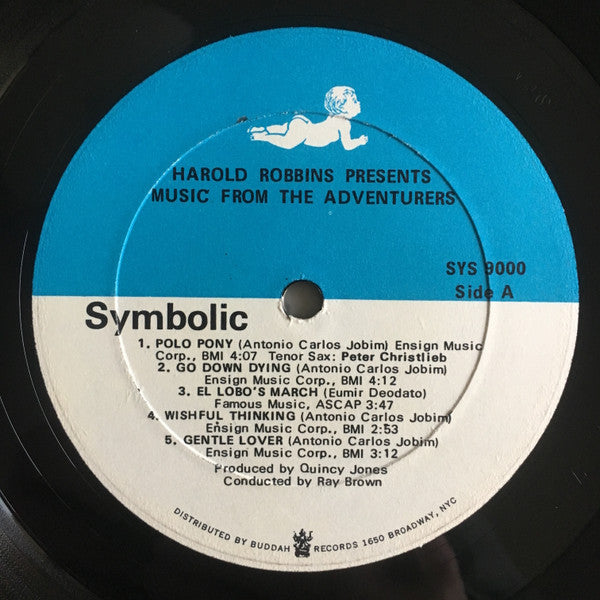 HAROLD ROBBINS PRESENTS
MUSIC FROM THE ADVENTURERS
SYS 9000
Side A
Symbolic
1. POLO PONY (Antonio Carlos Jobim) Ensign Music
Corp., BMI 4:07 Tenor Sax: Peter Christlieb
2. GO DOWN DYING (Antonio Carlos Jobim)
Ensign Music Corp., BMI 4:12
3. EL LOBO'S MARCH (Eumir Deodato)
Famous Music, ASCAP 3:47
4. WISHFUL THINKING (Antonio Carlos Jobim)
Ensign Music Corp., BMI 2:53
5. GENTLE LOVER (Antonio Carlos Jobim)
Ensign Music Corp., BMI 3:12
Produced by Quincy Jones
Conducted by Ray Brown
DISTRIBUTED BY BUDDAH RECORDS 1650 BROADWAY, NYC